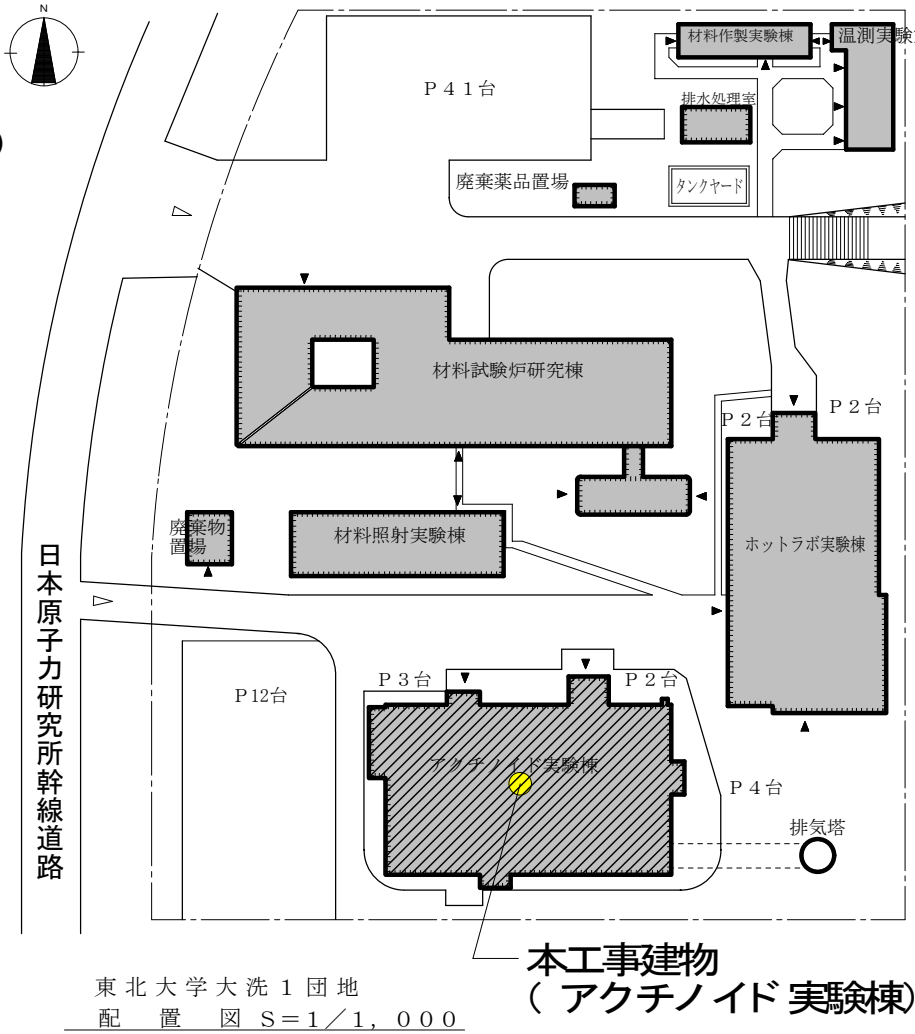 N
材料作製実験棟
温測実験
P41台
排水処理室
廃棄薬品置場
タンクヤード
材料試験炉研究棟
P2台
P2台
廃棄物
置場
材料照射実験棟
ホットラボ実験棟
日本原子力研究所幹線道路
P3台
P2台
P12台
アクチノイド実験棟
P4台
排気塔
本工事建物
(アクチノイド実験棟)
東北大学大洗1団地
配置図 S=1/1,000